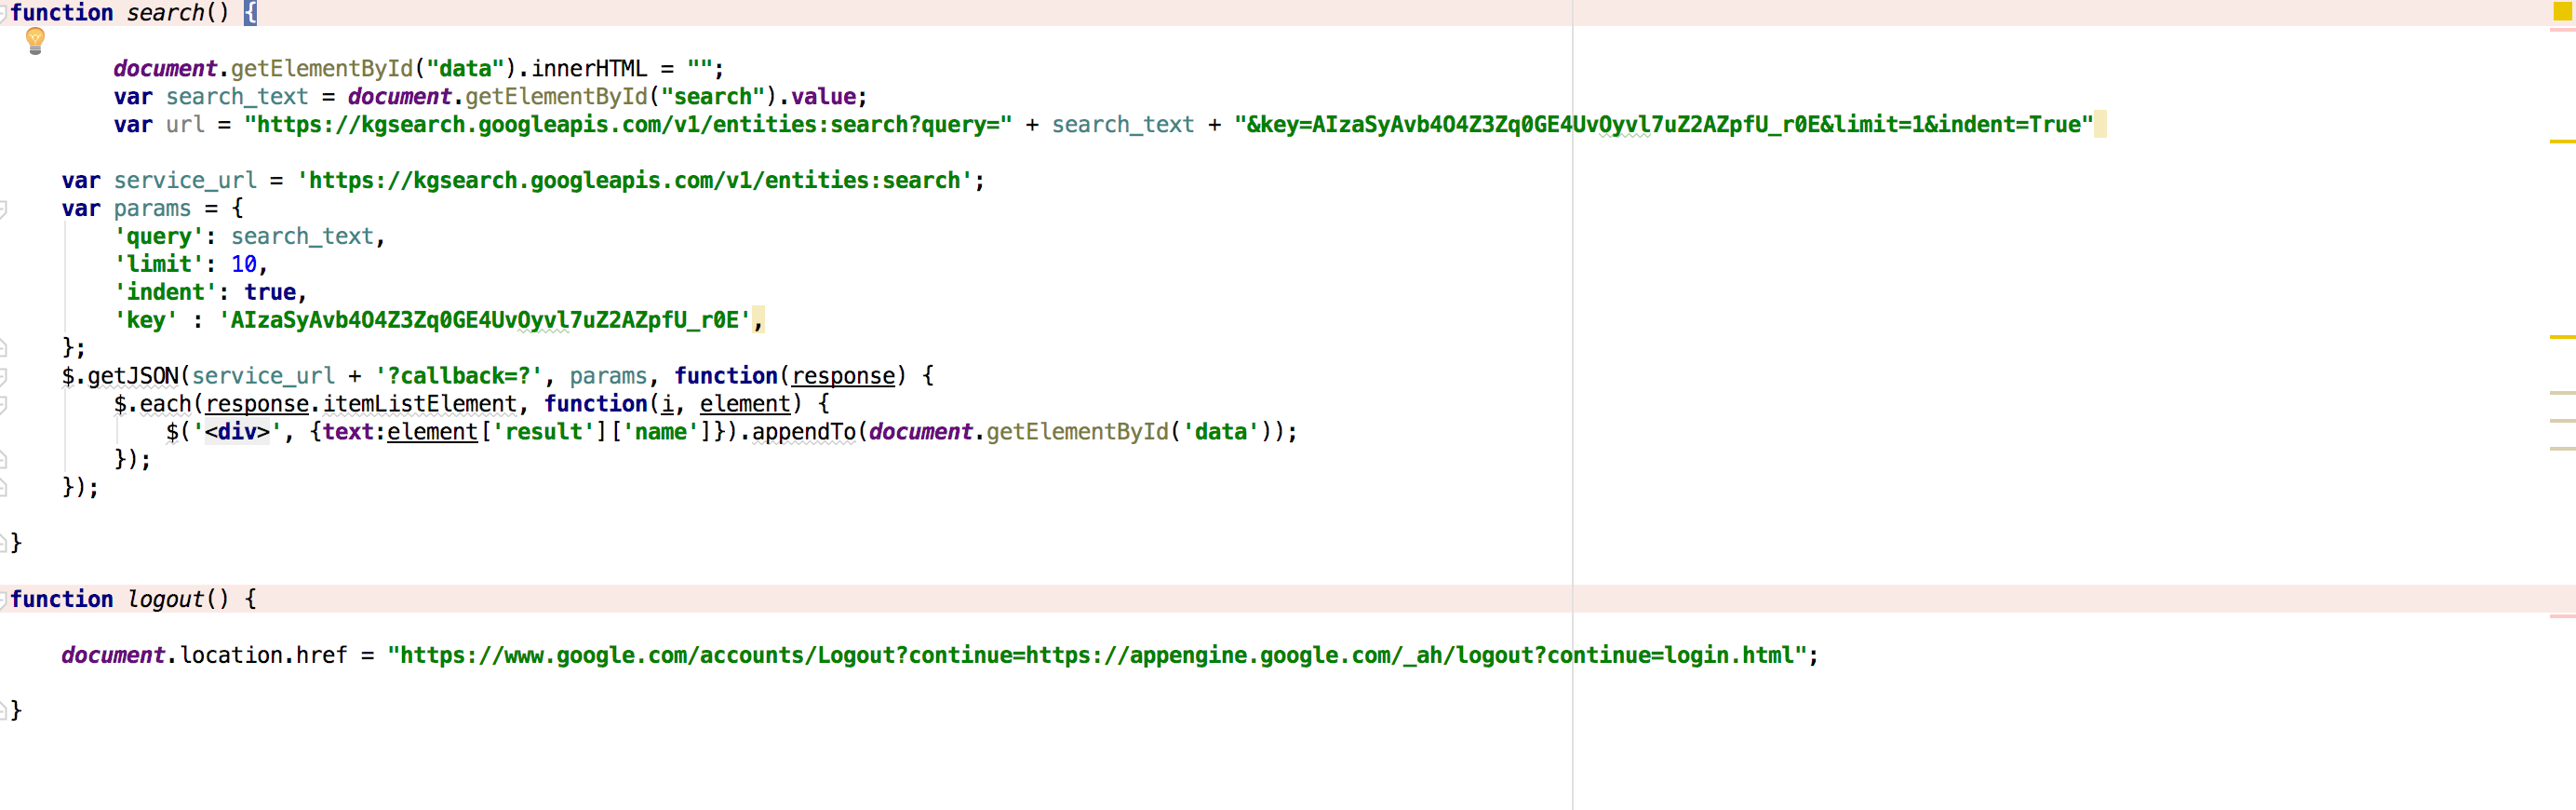 function search() {
document.getElementById("data").innerHTML = "";
var search_text = document.getElementById("search").value;
var url = "https://kgsearch.googleapis.com/v1/entities:search?query=" + search_text + "&key=AIzaSyAvb4O4Z3Zq0GE4UvOyvl7uZ2AZpfU_r0E&limit=1&indent=True"
var service_url = 'https://kgsearch.googleapis.com/v1/entities:search';
var params = {
'query': search_text,
'limit': 10,
'indent': true,
'key' : 'AIzaSyAvb4O4Z3Zq0GE4UvOyvl7uZ2AZpfU_r0E',
};
$.getJSON(service_url + '?callback=?', params, function(response) {
$.each(response.itemListElement, function(i, element) {
$('<div>', {text:element['result']['name']}).appendTo(document.getElementById('data'));
});
});
}
function logout() {
document.location.href = "https://www.google.com/accounts/Logout?continue=https://appengine.google.com/_ah/logout?continue=login.html";
}